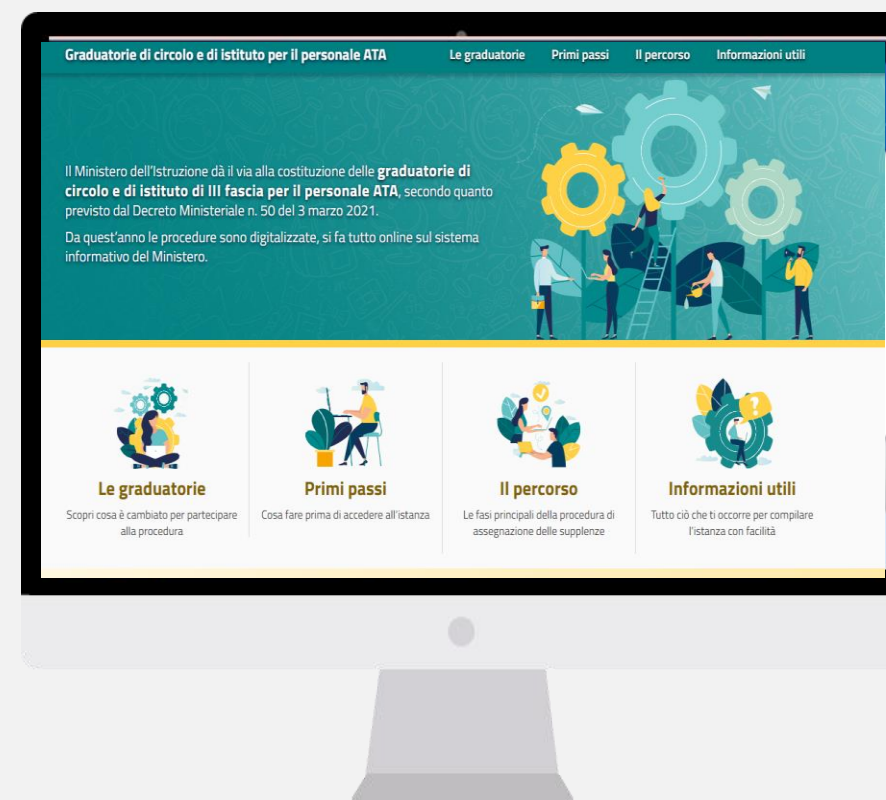 Graduatorie di circolo e di istituto per il personale ATA
Le graduatorie
Primi passi
Il percorso
Informazioni utili
Il Ministero dell'Istruzione dà il via alla costituzione delle graduatorie di
circolo e di istituto di III fascia per il personale ATA, secondo quanto
previsto dal Decreto Ministeriale n. 50 del 3 marzo 2021.
Da quest'anno le procedure sono digitalizzate, si fa tutto online sul sistema
informativo del Ministero.
?
Le graduatorie
Scopri cosa è cambiato per partecipare
alla procedura
Primi passi
Cosa fare prima di accedere all'istanza
Il percorso
Le fasi principali della procedura di
assegnazione delle supplenze
Informazioni utili
Tutto ciò che ti occorre per compilare
l'istanza con facilità